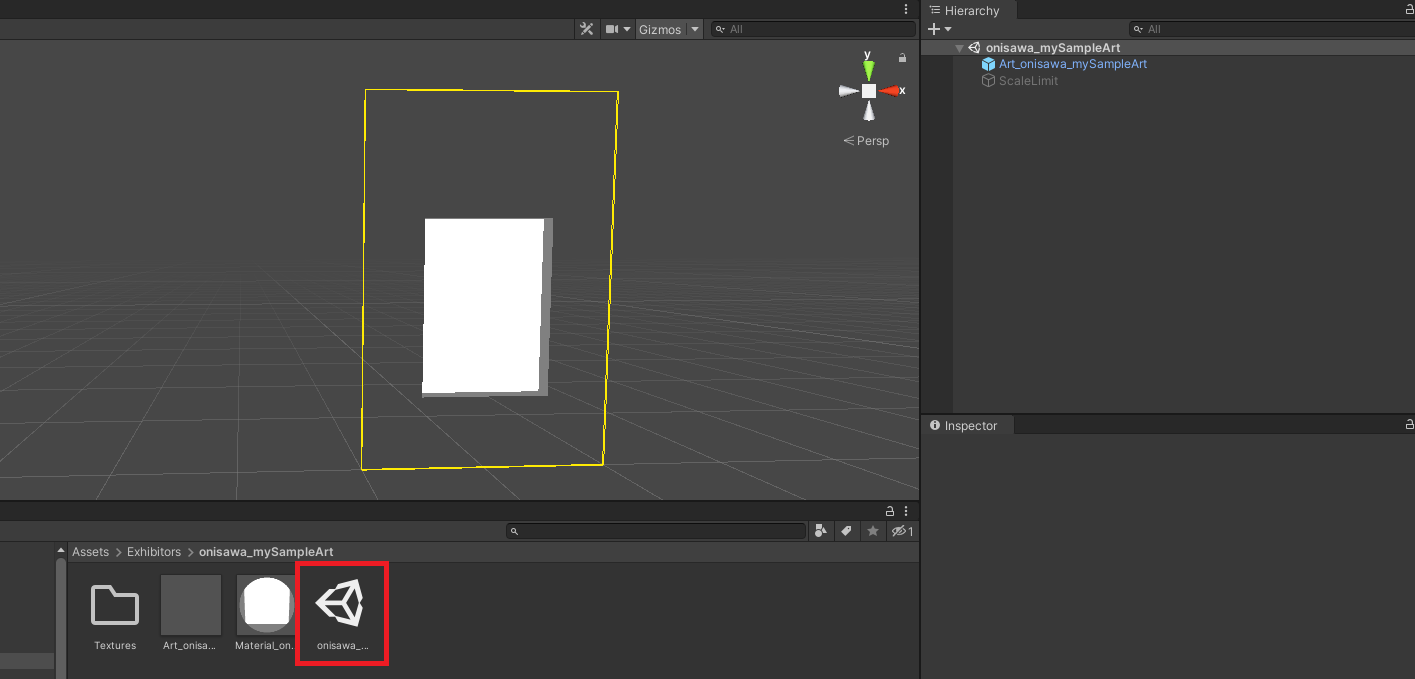 Hierarchy
Gizmos
All
All
onisawa_mySampleArt
Art_onisawa_mySampleArt
ScaleLimit
y
x
Persp
Inspector
1
Assets > Exhibitors > onisawa_mySampleArt
Textures
Art_onisa...
Material_on...
onisawa_...